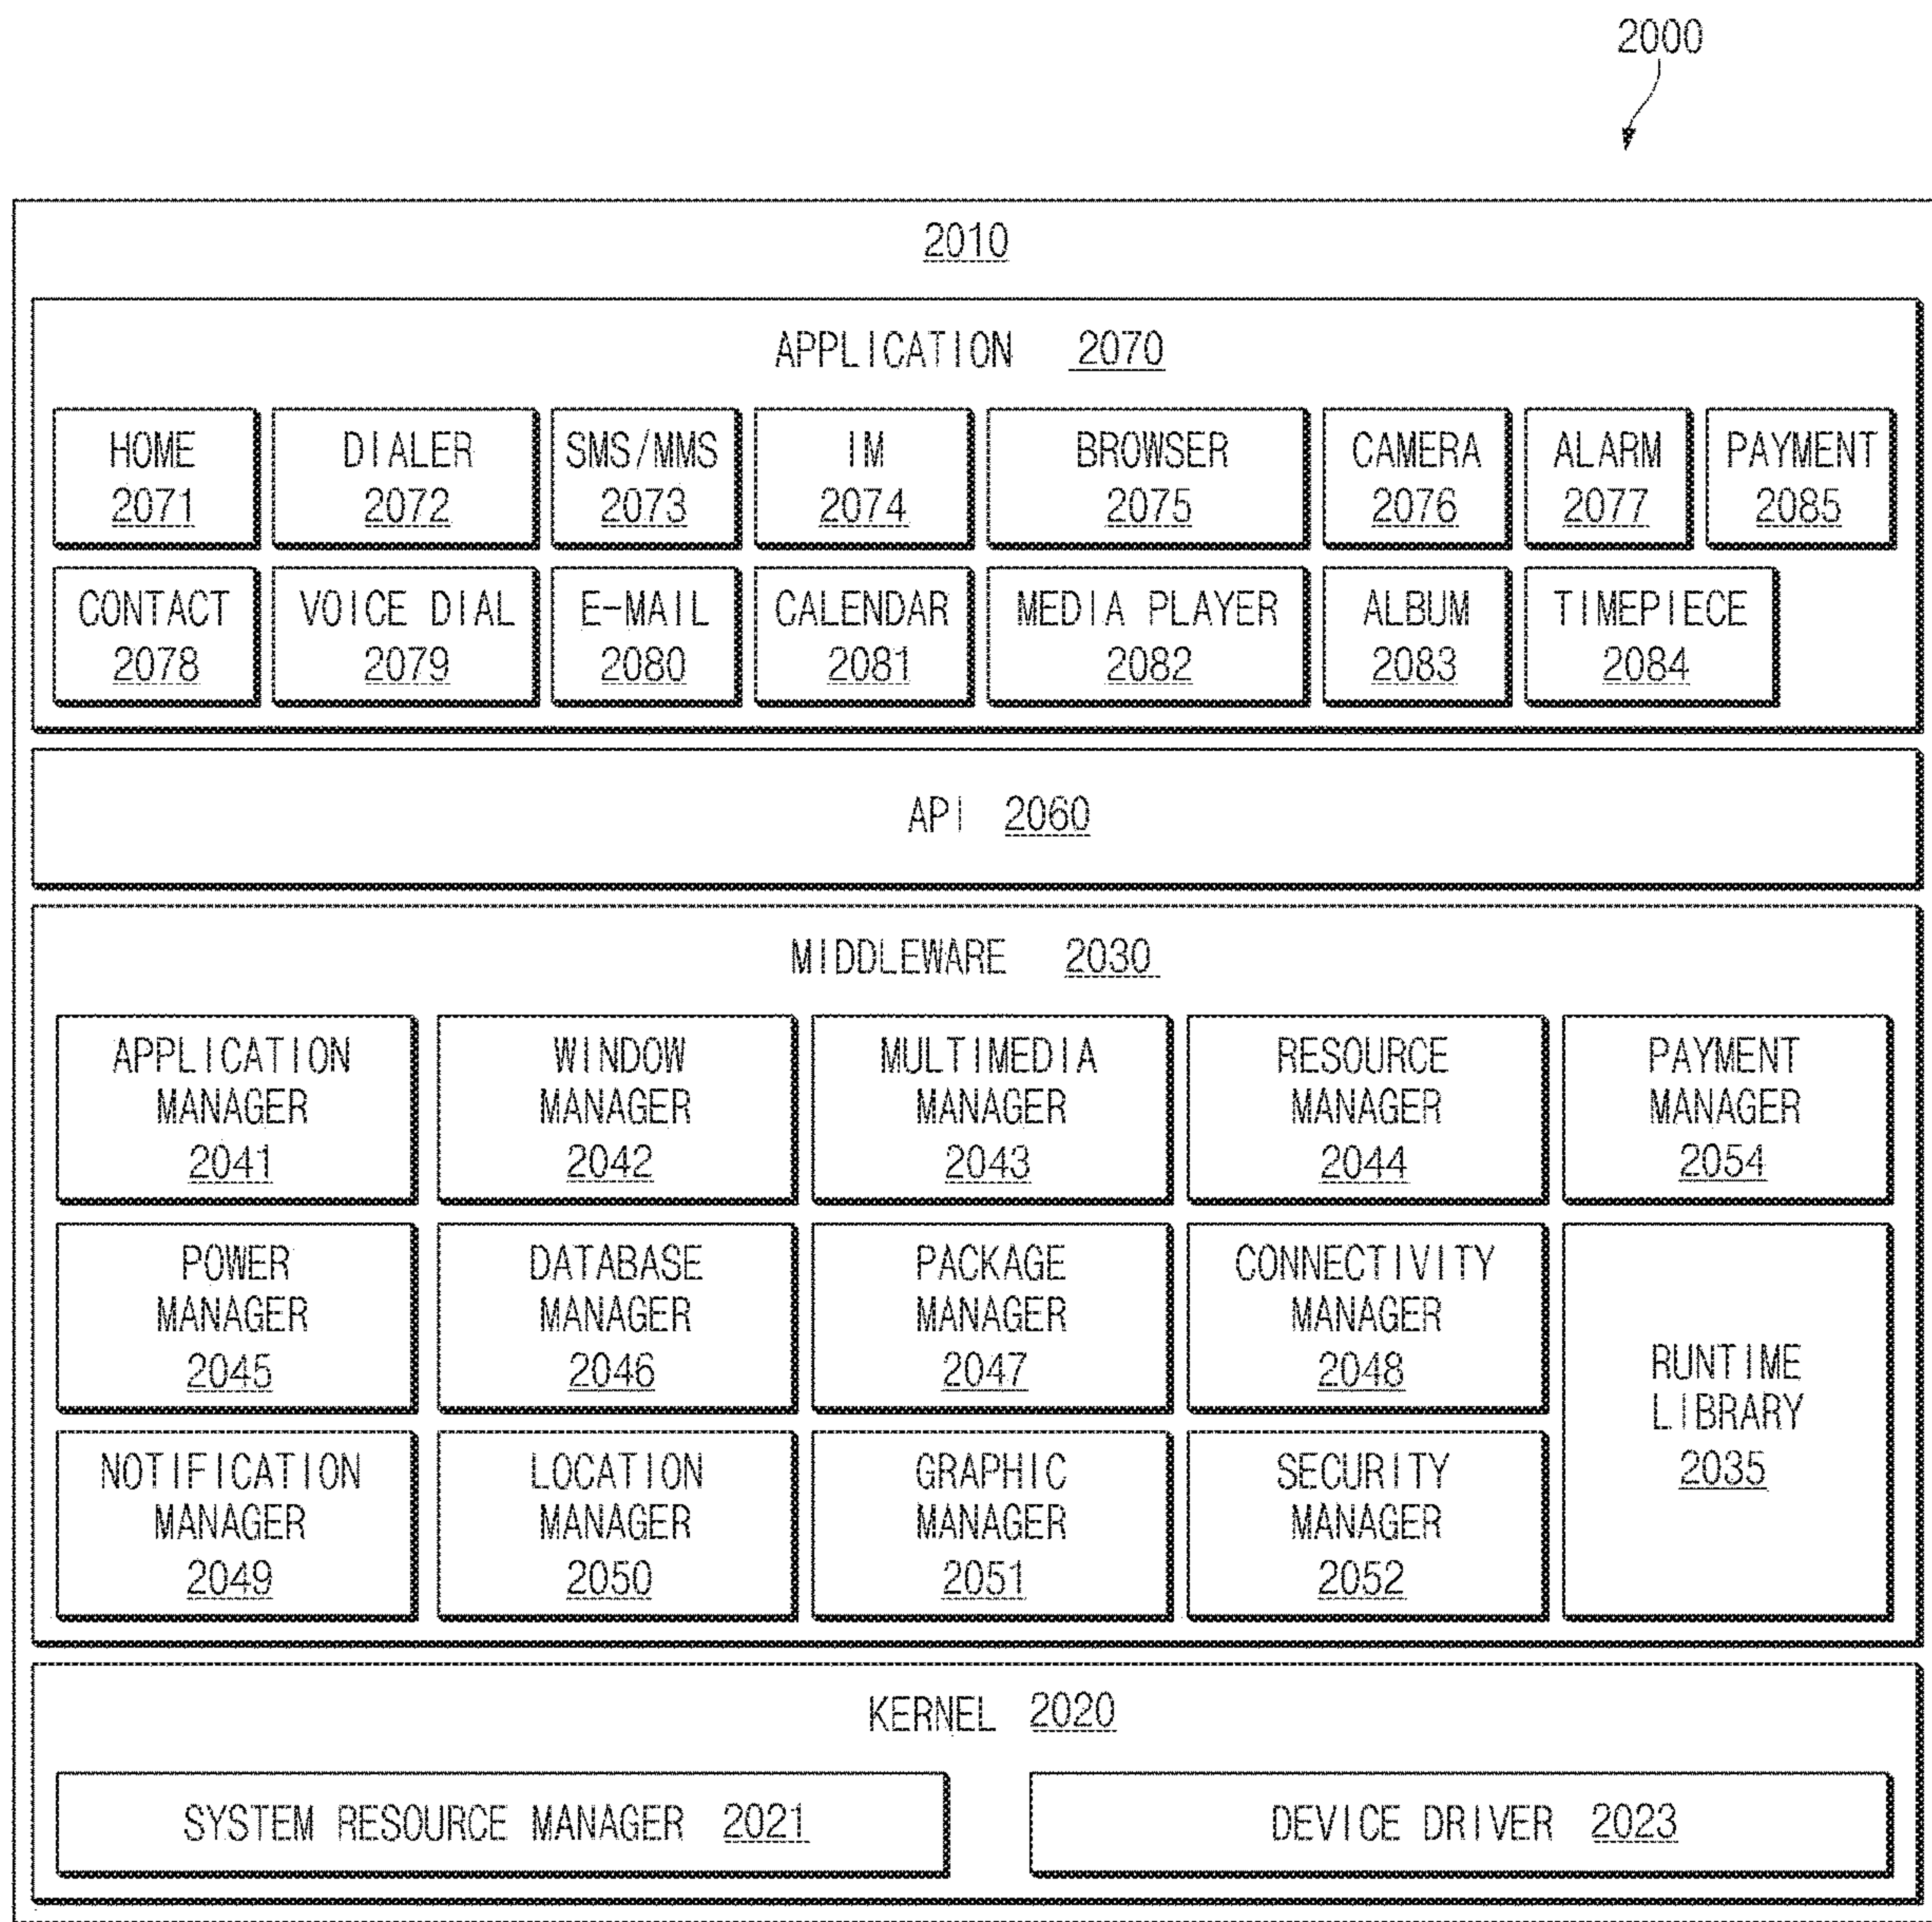 2000
2010
APPLICATION 2070
HOME DIALER SMS/MMS IM BROWSER CAMERA ALARM PAYMENT
2071 2072 2073 2074 2075 2076 2077 2085
CONTACT VOICE DIAL E-MAIL CALENDAR MEDIA PLAYER ALBUM TIMEPIECE
2078 2079 2080 2081 2082 2083 2084
API 2060
MIDDLEWARE 2030
APPLICATION WINDOW MULTIMEDIA RESOURCE PAYMENT
MANAGER MANAGER MANAGER MANAGER MANAGER
2041 2042 2043 2044 2054
POWER DATABASE PACKAGE CONNECTIVITY
MANAGER MANAGER MANAGER MANAGER
2045 2046 2047 2048
RUNTIME
LIBRARY
2035
NOTIFICATION LOCATION GRAPHIC SECURITY
MANAGER MANAGER MANAGER MANAGER
2049 2050 2051 2052
KERNEL 2020
SYSTEM RESOURCE MANAGER 2021 DEVICE DRIVER 2023